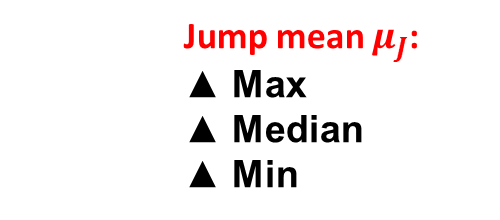 Jump mean μ_J:
▲ Max
▲ Median
▲ Min